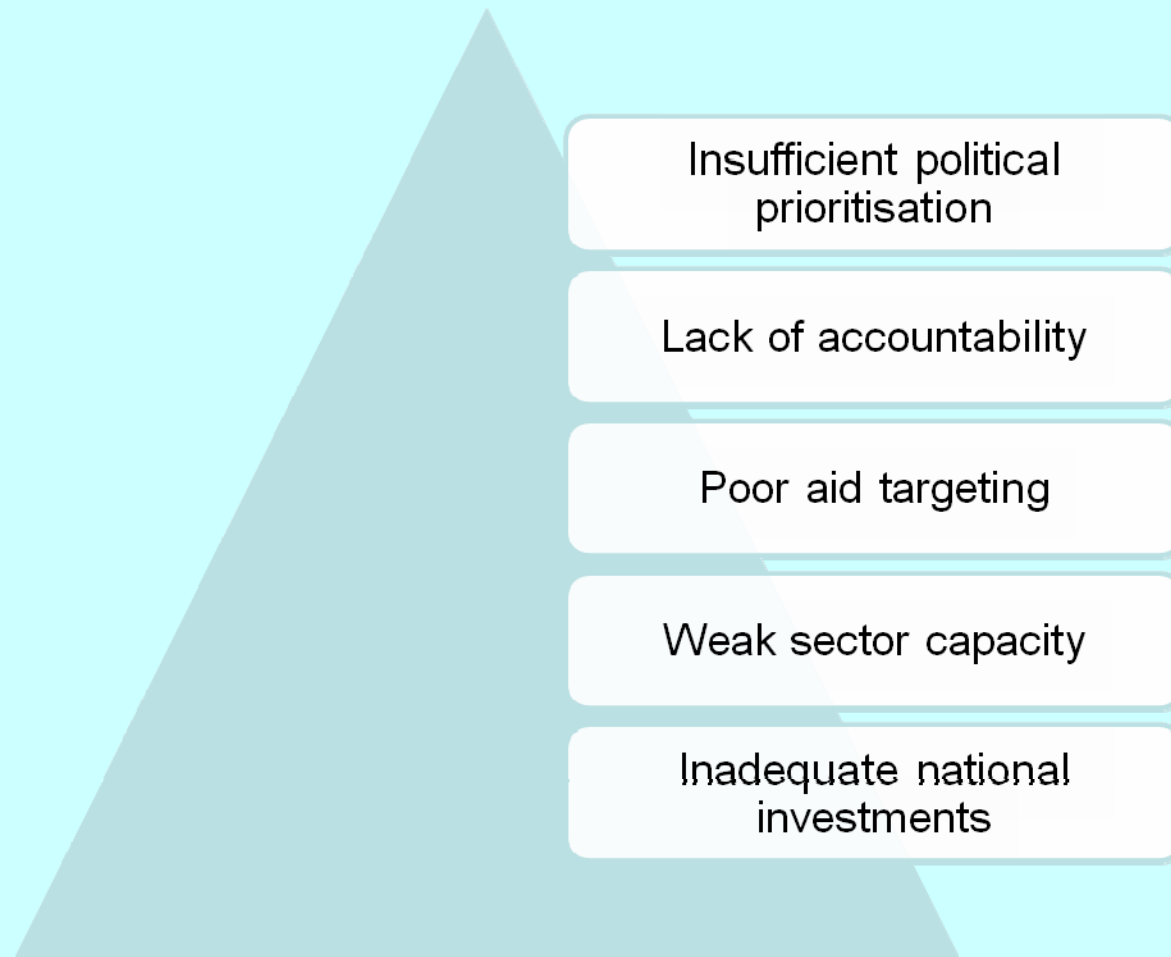 Insufficient political
prioritisation
Lack of accountability
Poor aid targeting
Weak sector capacity
Inadequate national
investments